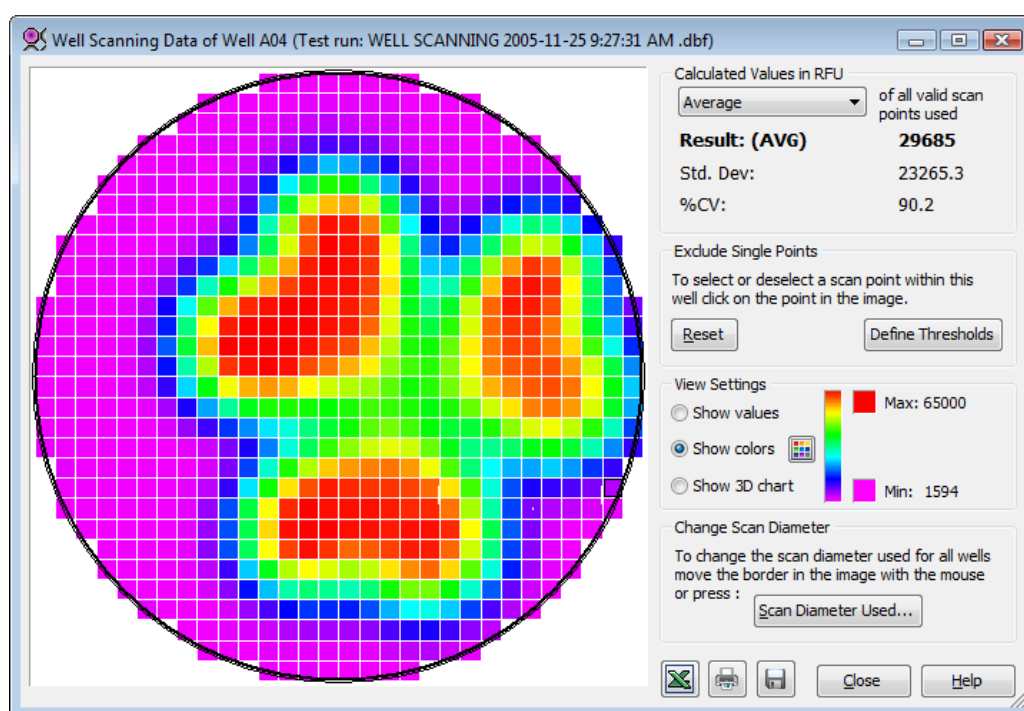 Well Scanning Data of Well A04 (Test run: WELL SCANNING 2005-11-25 9:27:31 AM .dbf)
Calculated Values in RFU
Average
of all valid scan
points used
Result: (AVG) 29685
Std. Dev: 23265.3
%CV: 90.2
Exclude Single Points
To select or deselect a scan point within this
well click on the point in the image.
Reset Define Thresholds
View Settings
Show values
Show colors
Show 3D chart
Max: 65000
Min: 1594
Change Scan Diameter
To change the scan diameter used for all wells
move the border in the image with the mouse
or press :
Scan Diameter Used...
Close Help